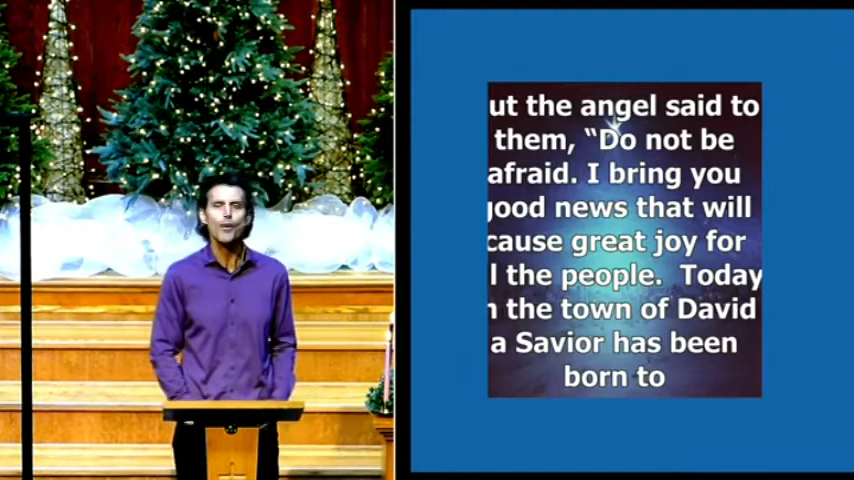 ut the angel said to
them, “Do not be
afraid. I bring you
good news that will
cause great joy for
l the people.  Today
n the town of David
a Savior has been
born to